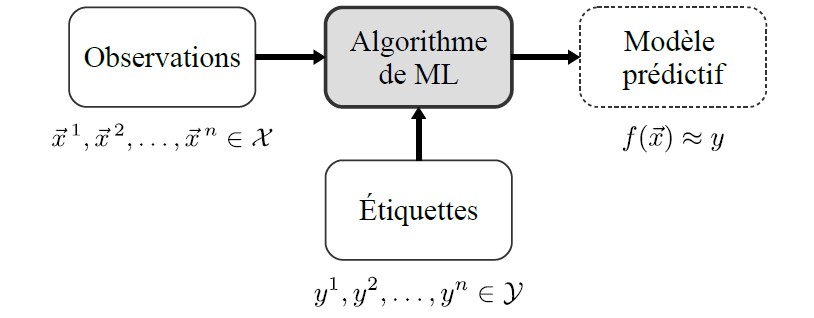 Observations
Algorithme
de ML
Modèle
prédictif
$\vec{x}^{\,1}, \vec{x}^{\,2}, \ldots, \vec{x}^{\,n} \in \mathcal{X}$
$f(\vec{x}) \approx y$
Étiquettes
$y^1, y^2, \ldots, y^n \in \mathcal{Y}$